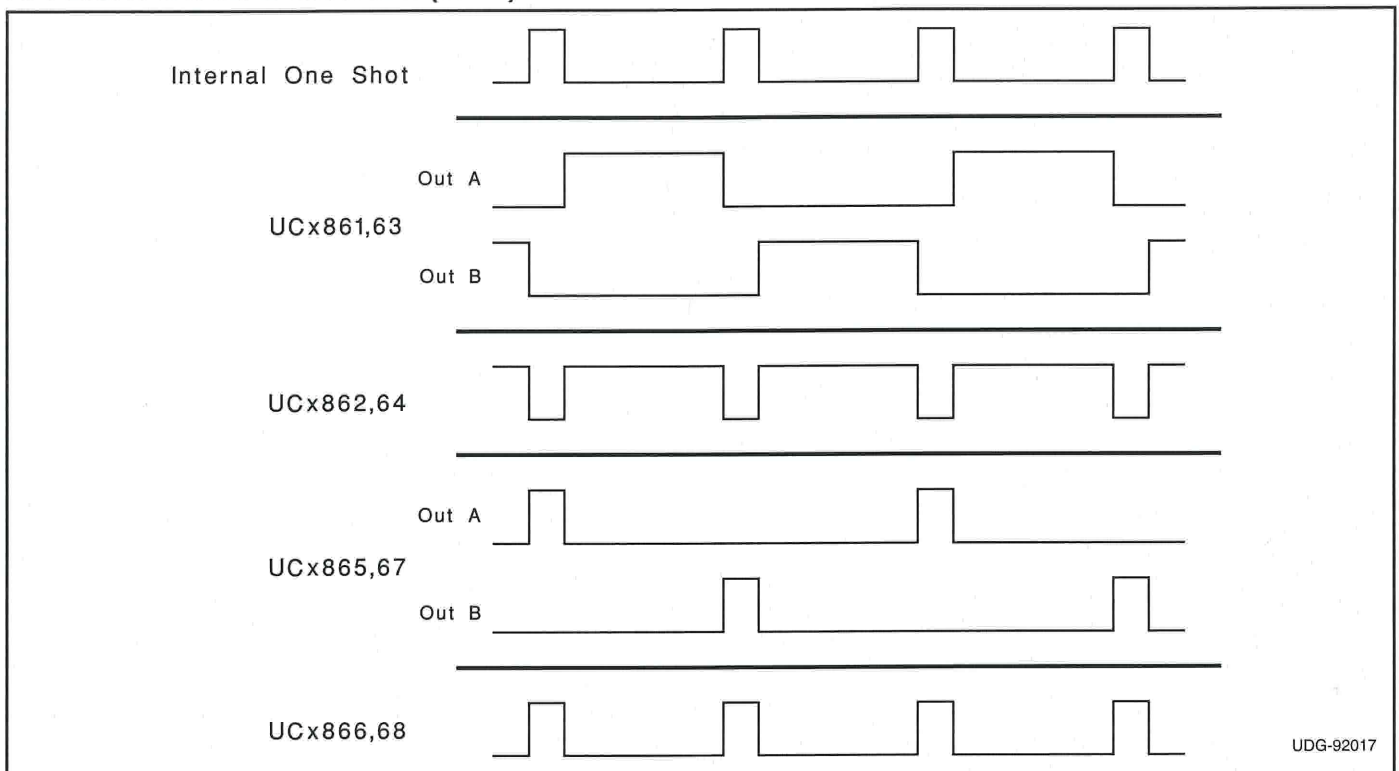 Internal One Shot
Out A
UCx861,63
Out B
UCx862,64
Out A
UCx865,67
Out B
UCx866,68
UDG-92017